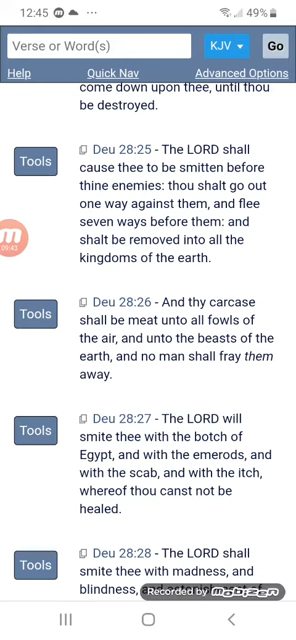 12:45 49%
Verse or Word(s) KJV Go
Help Quick Nav Advanced Options
come down upon thee, until thou
be destroyed.
Tools
Deu 28:25 - The LORD shall
cause thee to be smitten before
thine enemies: thou shalt go out
one way against them, and flee
seven ways before them: and
shalt be removed into all the
kingdoms of the earth.
09:43
Tools
Deu 28:26 - And thy carcase
shall be meat unto all fowls of
the air, and unto the beasts of the
earth, and no man shall fray them
away.
Tools
Deu 28:27 - The LORD will
smite thee with the botch of
Egypt, and with the emerods, and
with the scab, and with the itch,
whereof thou canst not be
healed.
Tools
Deu 28:28 - The LORD shall
smite thee with madness, and
blindness,
Recorded by mobizen